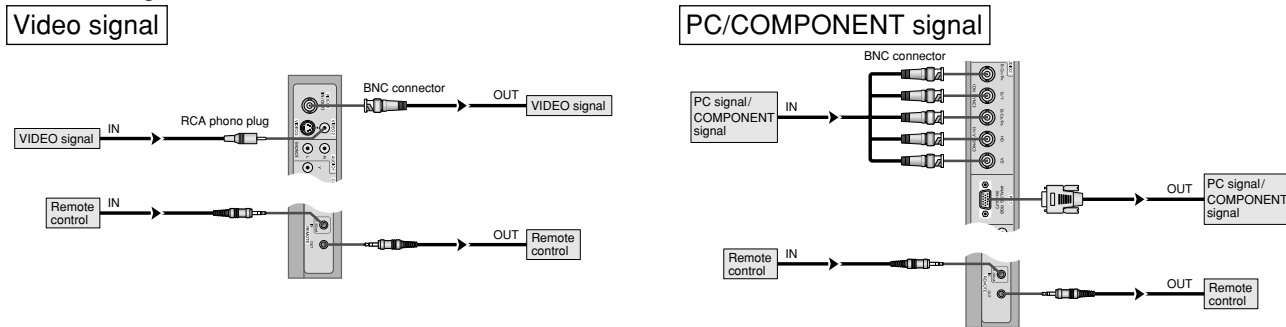 Video signal
BNC connector
OUT
VIDEO signal
RCA phono plug
IN
VIDEO signal
IN
Remote
control
OUT
Remote
control
PC/COMPONENT signal
BNC connector
PC signal/
COMPONENT
signal
IN
OUT
PC signal/
COMPONENT
signal
IN
Remote
control
OUT
Remote
control